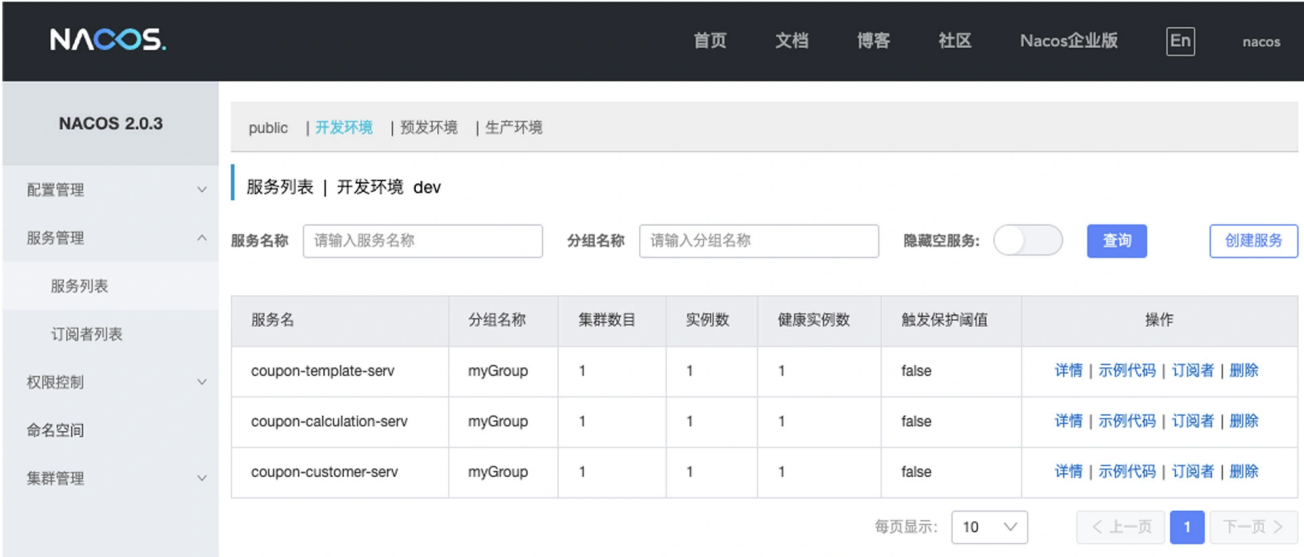 NACOS. 首页 文档 博客 社区 Nacos企业版 En nacos
NACOS 2.0.3
配置管理
服务管理
服务列表
订阅者列表
权限控制
命名空间
集群管理
public | 开发环境 | 预发环境 | 生产环境
服务列表 | 开发环境 dev
服务名称 请输入服务名称 分组名称 请输入分组名称 隐藏空服务: 查询 创建服务
服务名 分组名称 集群数目 实例数 健康实例数 触发保护阈值 操作
coupon-template-serv myGroup 1 1 1 false 详情 | 示例代码 | 订阅者 | 删除
coupon-calculation-serv myGroup 1 1 1 false 详情 | 示例代码 | 订阅者 | 删除
coupon-customer-serv myGroup 1 1 1 false 详情 | 示例代码 | 订阅者 | 删除
每页显示: 10 < 上一页 1 下一页 >